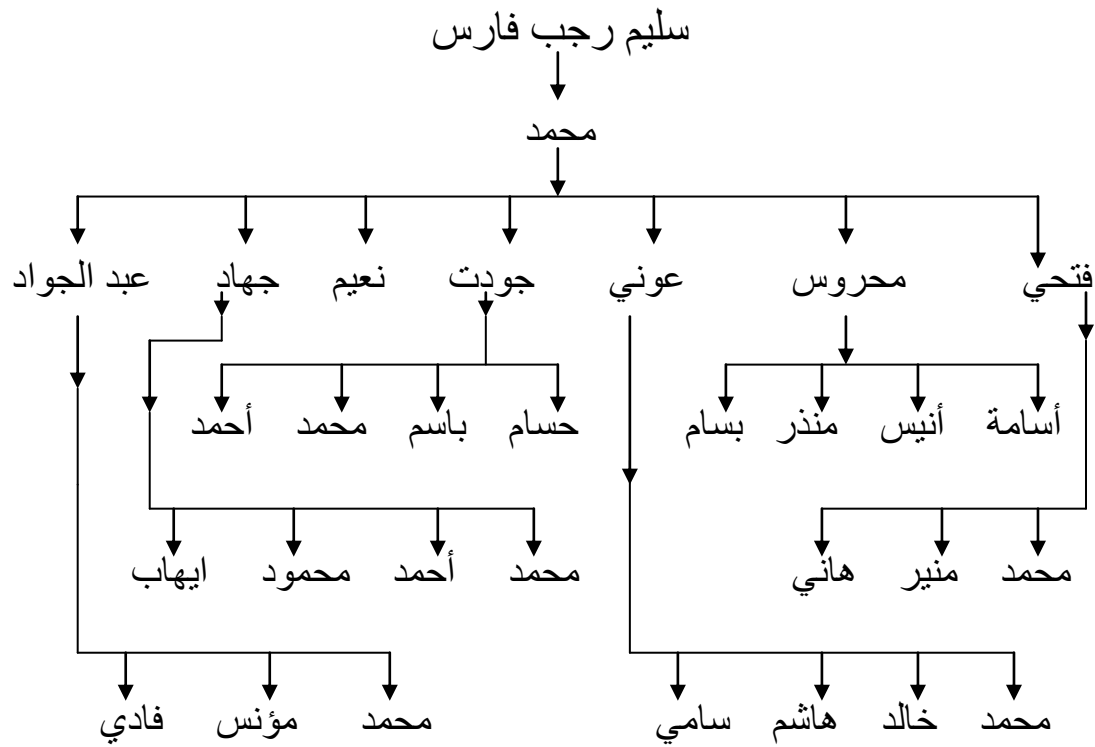 سليم رجب فارس
محمد
فتحي محروس عوني جودت نعيم جهاد عبد الجواد
أسامة أنيس منذر بسام حسام باسم محمد أحمد
محمد منير هاني محمد أحمد محمود ايهاب
محمد خالد هاشم سامي محمد مؤنس فادي